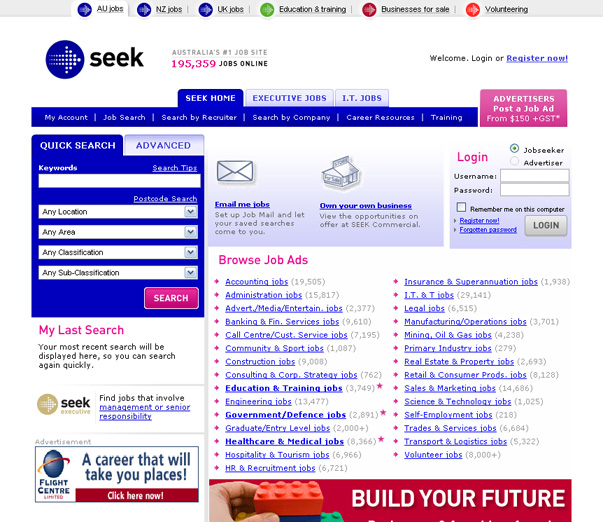 AU jobs NZ jobs UK jobs Education & training Businesses for sale Volunteering
seek
AUSTRALIA'S #1 JOB SITE
195,359 JOBS ONLINE
Welcome. Login or Register now!
SEEK HOME EXECUTIVE JOBS I.T. JOBS
My Account | Job Search | Search by Recruiter | Search by Company | Career Resources | Training
ADVERTISERS
Post a Job Ad
From $150 +GST*
QUICK SEARCH ADVANCED
Keywords Search Tips
Postcode Search
Any Location
Any Area
Any Classification
Any Sub-Classification
SEARCH
Email me jobs
Set up Job Mail and let
your saved searches
come to you.
Own your own business
View the opportunities on
offer at SEEK Commercial.
Login
Jobseeker
Advertiser
Username:
Password:
Remember me on this computer
Register now!
Forgotten password
LOGIN
My Last Search
Your most recent search will be
displayed here, so you can search
again quickly.
seek
executive
Find jobs that involve
management or senior
responsibility
Advertisement
FLIGHT
CENTRE
LIMITED
A career that will
take you places!
Click here now!
Browse Job Ads
Accounting jobs (19,505)
Administration jobs (15,817)
Advert./Media/Entertain. jobs (2,377)
Banking & Fin. Services jobs (9,610)
Call Centre/Cust. Service jobs (7,195)
Community & Sport jobs (1,087)
Construction jobs (9,008)
Consulting & Corp. Strategy jobs (762)
Education & Training jobs (3,749)
Engineering jobs (13,477)
Government/Defence jobs (2,891)
Graduate/Entry Level jobs (2,000+)
Healthcare & Medical jobs (8,366)
Hospitality & Tourism jobs (6,966)
HR & Recruitment jobs (6,721)
Insurance & Superannuation jobs (1,938)
I.T. & T jobs (29,141)
Legal jobs (6,515)
Manufacturing/Operations jobs (3,701)
Mining, Oil & Gas jobs (4,238)
Primary Industry jobs (279)
Real Estate & Property jobs (2,693)
Retail & Consumer Prods. jobs (8,128)
Sales & Marketing jobs (14,686)
Science & Technology jobs (1,025)
Self-Employment jobs (218)
Trades & Services jobs (6,684)
Transport & Logistics jobs (5,322)
Volunteer jobs (8,000+)
BUILD YOUR FUTURE